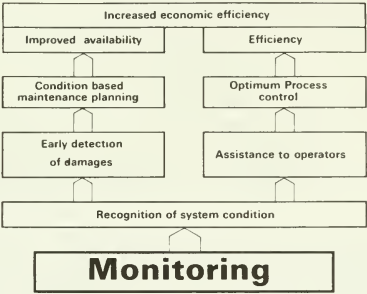 Increased economic efficiency
Improved availability
Efficiency
Condition based
maintenance planning
Optimum Process
control
Early detection
of damages
Assistance to operators
Recognition of system condition
Monitoring